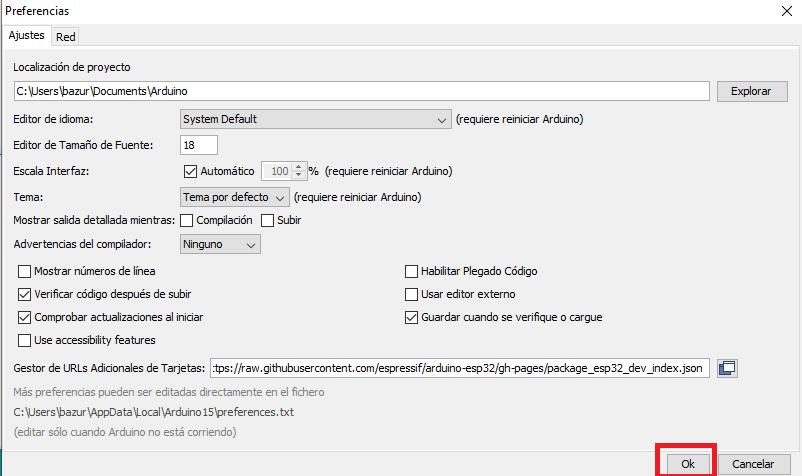 Preferencias
Ajustes Red
Localización de proyecto
C:\Users\bazur\Documents\Arduino Explorar
Editor de idioma: System Default (requiere reiniciar Arduino)
Editor de Tamaño de Fuente: 18
Escala Interfaz: Automático 100 % (requiere reiniciar Arduino)
Tema: Tema por defecto (requiere reiniciar Arduino)
Mostrar salida detallada mientras: Compilación Subir
Advertencias del compilador: Ninguno
Mostrar números de línea Habilitar Plegado Código
Verificar código después de subir Usar editor externo
Comprobar actualizaciones al iniciar Guardar cuando se verifique o cargue
Use accessibility features
Gestor de URLs Adicionales de Tarjetas: :tps://raw.githubusercontent.com/espressif/arduino-esp32/gh-pages/package_esp32_dev_index.json
Más preferencias pueden ser editadas directamente en el fichero
C:\Users\bazur\AppData\Local\Arduino15\preferences.txt
(editar sólo cuando Arduino no está corriendo)
Ok Cancelar